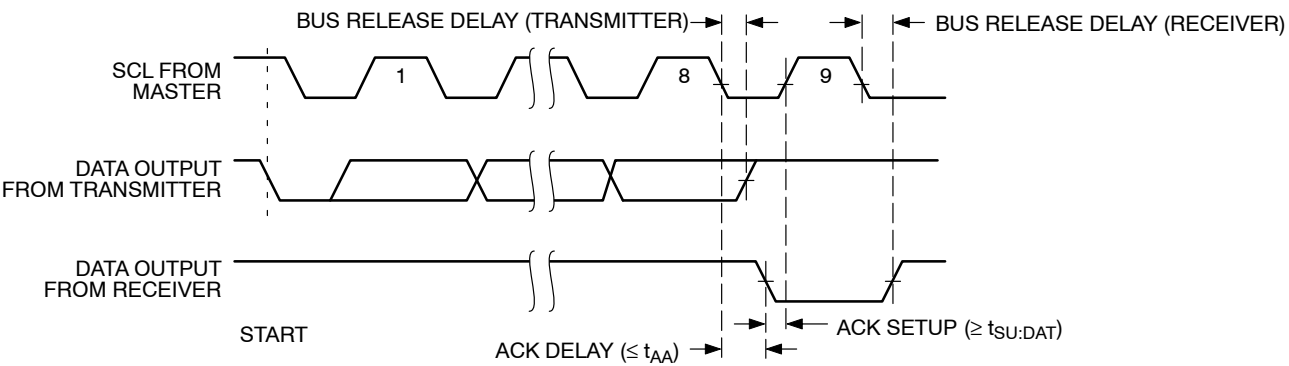 BUS RELEASE DELAY (TRANSMITTER)
BUS RELEASE DELAY (RECEIVER)
SCL FROM
MASTER
1
8
9
DATA OUTPUT
FROM TRANSMITTER
DATA OUTPUT
FROM RECEIVER
START
ACK SETUP (≥ tSU:DAT)
ACK DELAY (≤ tAA)